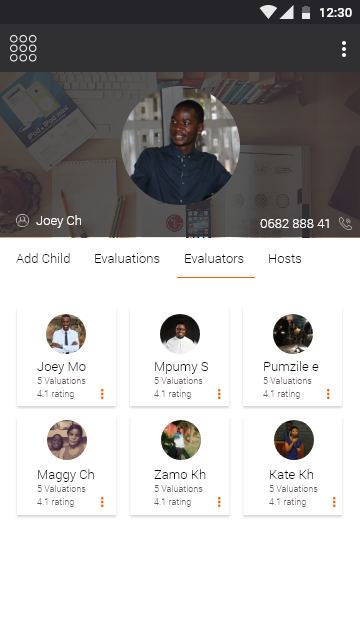 12:30
Joey Ch
0682 888 41
Add Child Evaluations Evaluators Hosts
Joey Mo
5 Valuations
4.1 rating
Mpumy S
5 Valuations
4.1 rating
Pumzile e
5 Valuations
4.1 rating
Maggy Ch
5 Valuations
4.1 rating
Zamo Kh
5 Valuations
4.1 rating
Kate Kh
5 Valuations
4.1 rating